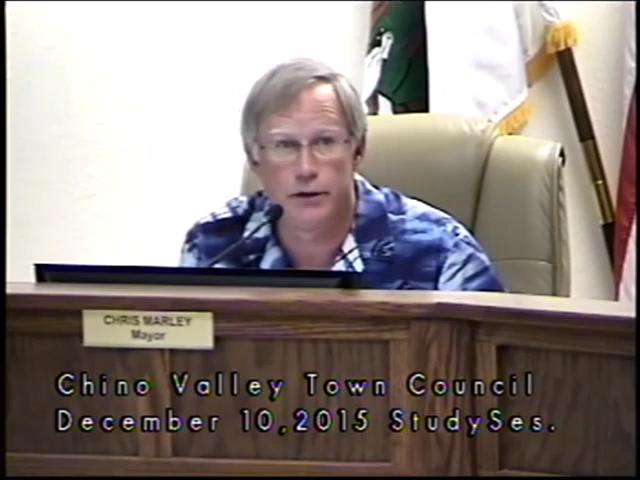 CHRIS MARLEY
Mayor
Chino Valley Town Council
December 10,2015 StudySes.